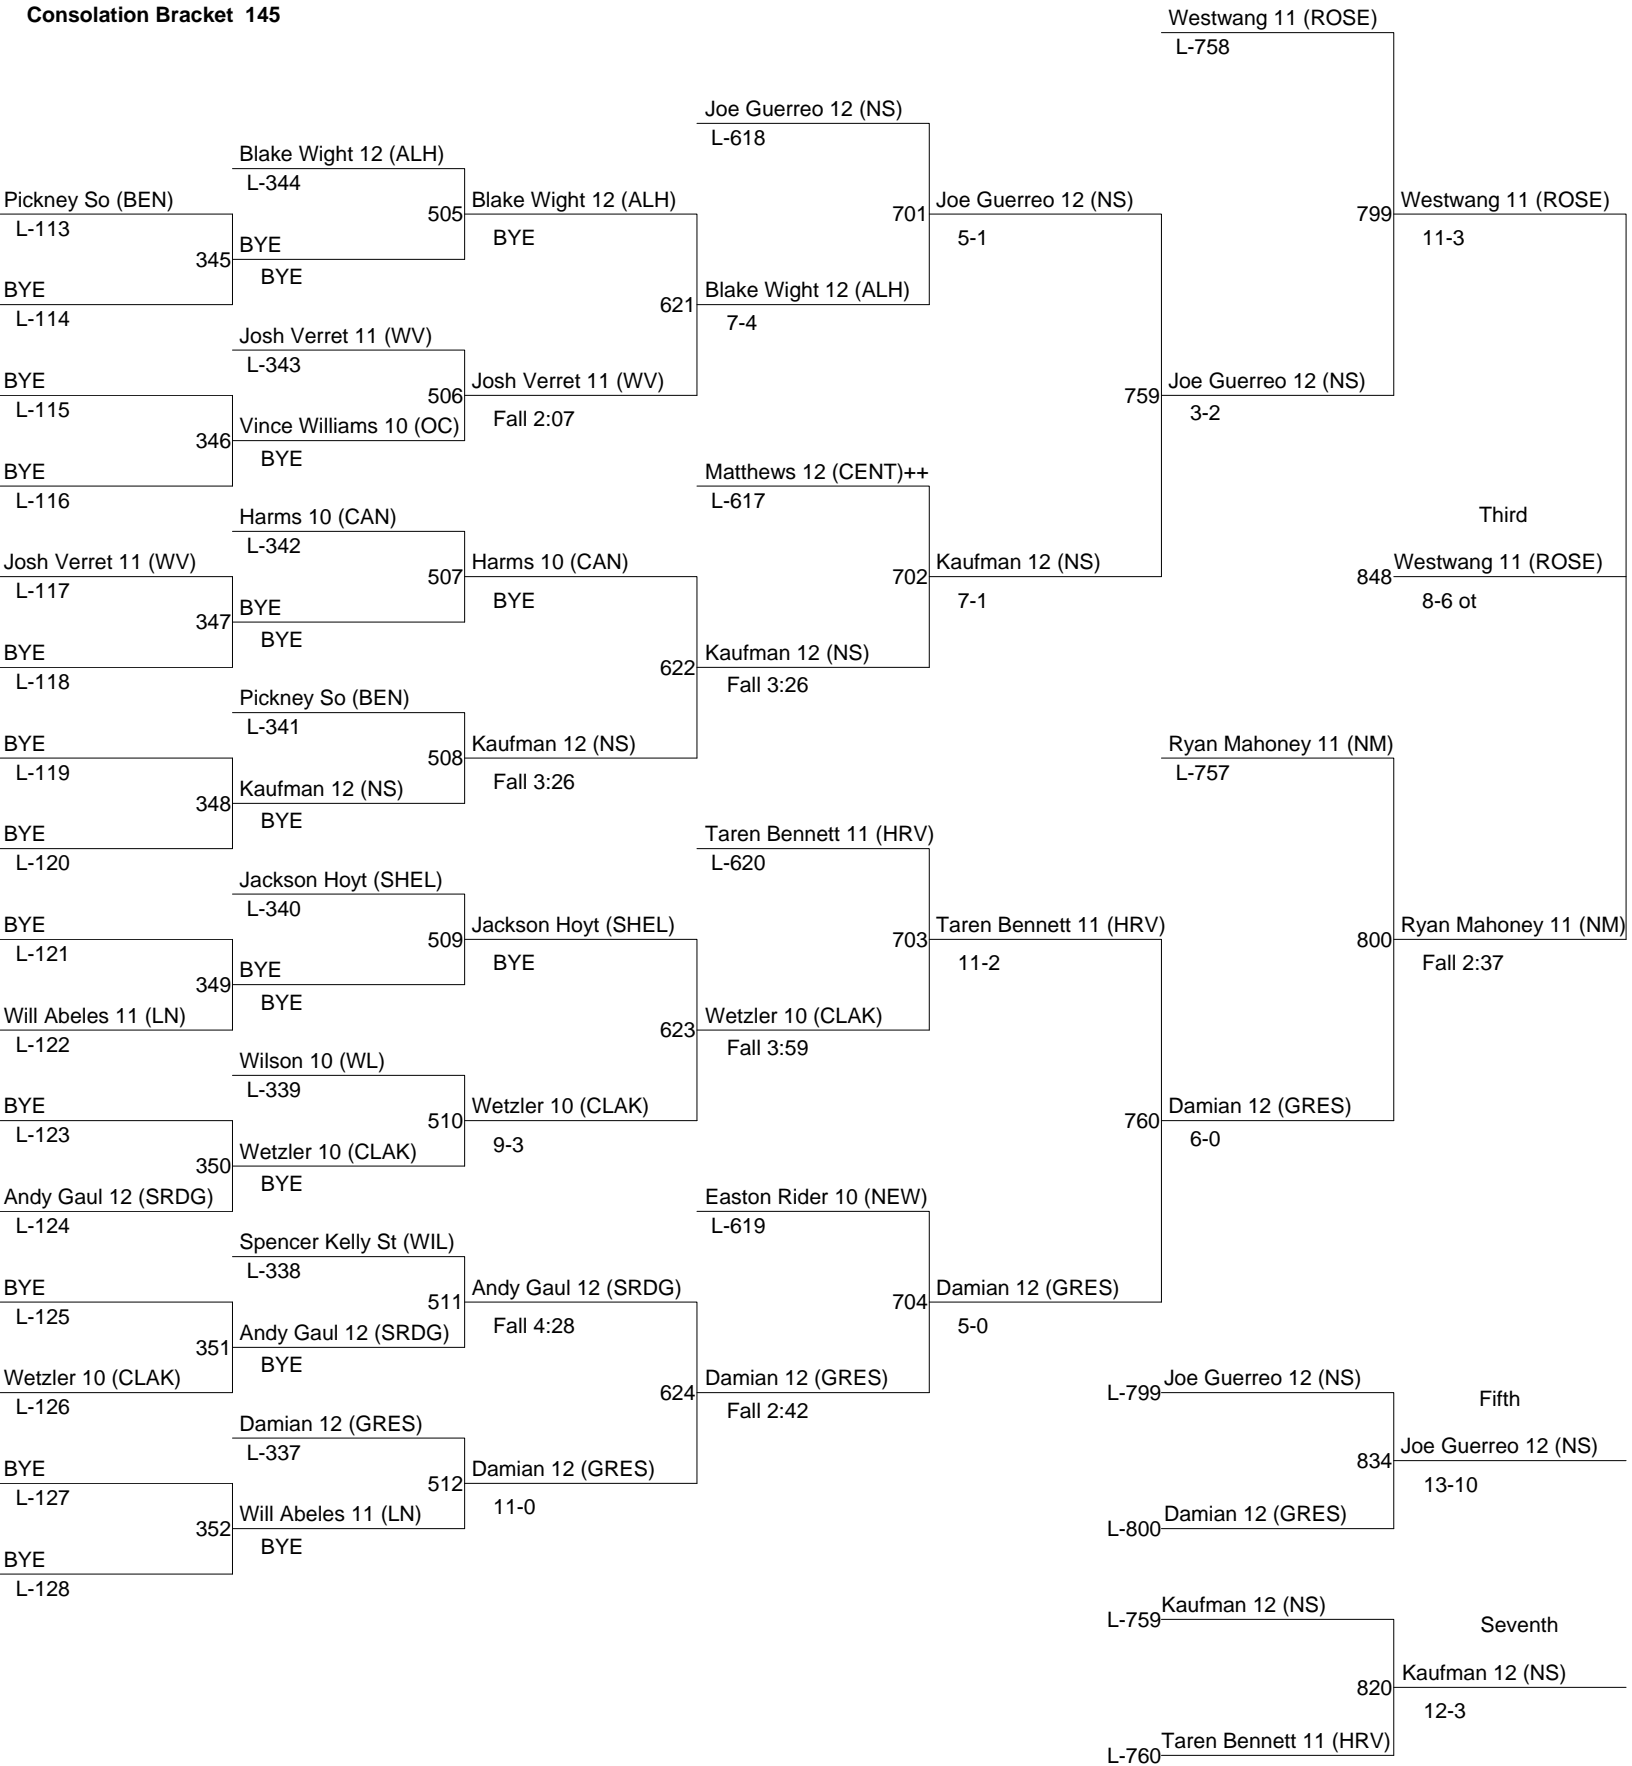 Consolation Bracket 145
Pickney So (BEN)
L-113
345
BYE
L-114
BYE
L-115
346
BYE
L-116
Josh Verret 11 (WV)
L-117
347
BYE
L-118
BYE
L-119
348
BYE
L-120
BYE
L-121
349
Will Abeles 11 (LN)
L-122
BYE
L-123
350
Andy Gaul 12 (SRDG)
L-124
BYE
L-125
351
Wetzler 10 (CLAK)
L-126
BYE
L-127
352
BYE
L-128
Blake Wight 12 (ALH)
L-344
505
BYE
BYE
Josh Verret 11 (WV)
L-343
506
Vince Williams 10 (OC)
BYE
Harms 10 (CAN)
L-342
507
BYE
BYE
Pickney So (BEN)
L-341
508
Kaufman 12 (NS)
BYE
Jackson Hoyt (SHEL)
L-340
509
BYE
BYE
Wilson 10 (WL)
L-339
510
Wetzler 10 (CLAK)
BYE
Spencer Kelly St (WIL)
L-338
511
Andy Gaul 12 (SRDG)
BYE
Damian 12 (GRES)
L-337
512
Will Abeles 11 (LN)
BYE
Blake Wight 12 (ALH)
BYE
621
Josh Verret 11 (WV)
Fall 2:07
Harms 10 (CAN)
BYE
622
Kaufman 12 (NS)
Fall 3:26
Jackson Hoyt (SHEL)
BYE
623
Wetzler 10 (CLAK)
9-3
Andy Gaul 12 (SRDG)
Fall 4:28
624
Damian 12 (GRES)
11-0
Joe Guerreo 12 (NS)
L-618
701
Blake Wight 12 (ALH)
7-4
Matthews 12 (CENT)++
L-617
702
Kaufman 12 (NS)
Fall 3:26
Taren Bennett 11 (HRV)
L-620
703
Wetzler 10 (CLAK)
Fall 3:59
Easton Rider 10 (NEW)
L-619
704
Damian 12 (GRES)
Fall 2:42
Joe Guerreo 12 (NS)
5-1
759
Kaufman 12 (NS)
7-1
Taren Bennett 11 (HRV)
11-2
760
Damian 12 (GRES)
5-0
Westwang 11 (ROSE)
L-758
799
Joe Guerreo 12 (NS)
3-2
Ryan Mahoney 11 (NM)
L-757
800
Damian 12 (GRES)
6-0
Westwang 11 (ROSE)
11-3
Third
848
Westwang 11 (ROSE)
8-6 ot
Ryan Mahoney 11 (NM)
Fall 2:37
L-799
Joe Guerreo 12 (NS)
Fifth
834
Joe Guerreo 12 (NS)
13-10
L-800
Damian 12 (GRES)
L-759
Kaufman 12 (NS)
Seventh
820
Kaufman 12 (NS)
12-3
L-760
Taren Bennett 11 (HRV)